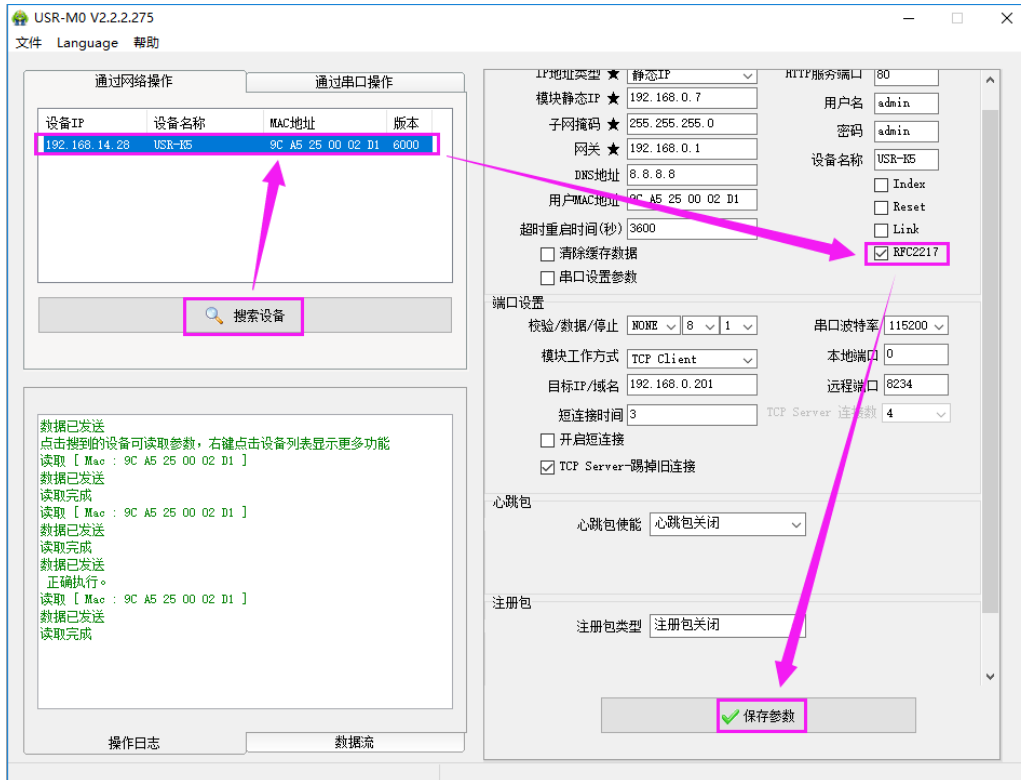 USR-M0 V2.2.2.275
文件 Language 帮助
通过网络操作 通过串口操作
设备IP 设备名称 MAC地址 版本
192.168.14.28 USR-K5 9C A5 25 00 02 D1 6000
搜索设备
数据已发送
点击搜到的设备可读取参数，右键点击设备列表显示更多功能
读取 [ Mac : 9C A5 25 00 02 D1 ]
数据已发送
读取完成
读取 [ Mac : 9C A5 25 00 02 D1 ]
数据已发送
读取完成
数据已发送
正确执行。
读取 [ Mac : 9C A5 25 00 02 D1 ]
数据已发送
读取完成
操作日志 数据流
IP地址类型 ★ 静态IP HTTP服务端口 80
模块静态IP ★ 192.168.0.7 用户名 admin
子网掩码 ★ 255.255.255.0 密码 admin
网关 ★ 192.168.0.1 设备名称 USR-K5
DNS地址 8.8.8.8 Index
用户MAC地址 9C A5 25 00 02 D1 Reset
超时重启时间(秒) 3600 Link
清除缓存数据 RFC2217
串口设置参数
端口设置
校验/数据/停止 NONE 8 1 串口波特率 115200
模块工作方式 TCP Client 本地端口 0
目标IP/域名 192.168.0.201 远程端口 8234
短连接时间 3 TCP Server 连接数 4
开启短连接
TCP Server-踢掉旧连接
心跳包
心跳包使能 心跳包关闭
注册包
注册包类型 注册包关闭
保存参数